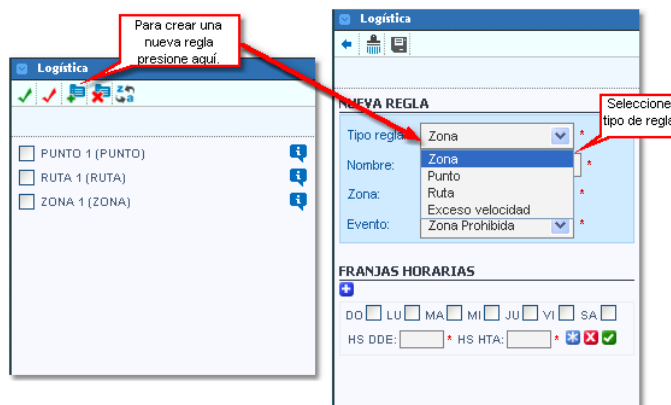 Para crear una
nueva regla
presione aquí.
Logística
PUNTO 1 (PUNTO)
RUTA 1 (RUTA)
ZONA 1 (ZONA)
Logística
NUEVA REGLA
Tipo regla
Zona
*
Seleccione
tipo de regla
Zona
Punto
Ruta
Exceso velocidad
Nombre:
*
Zona:
*
Evento:
Zona Prohibida
*
FRANJAS HORARIAS
DO LU MA MI JU VI SA
HS DDE: * HS HTA: *